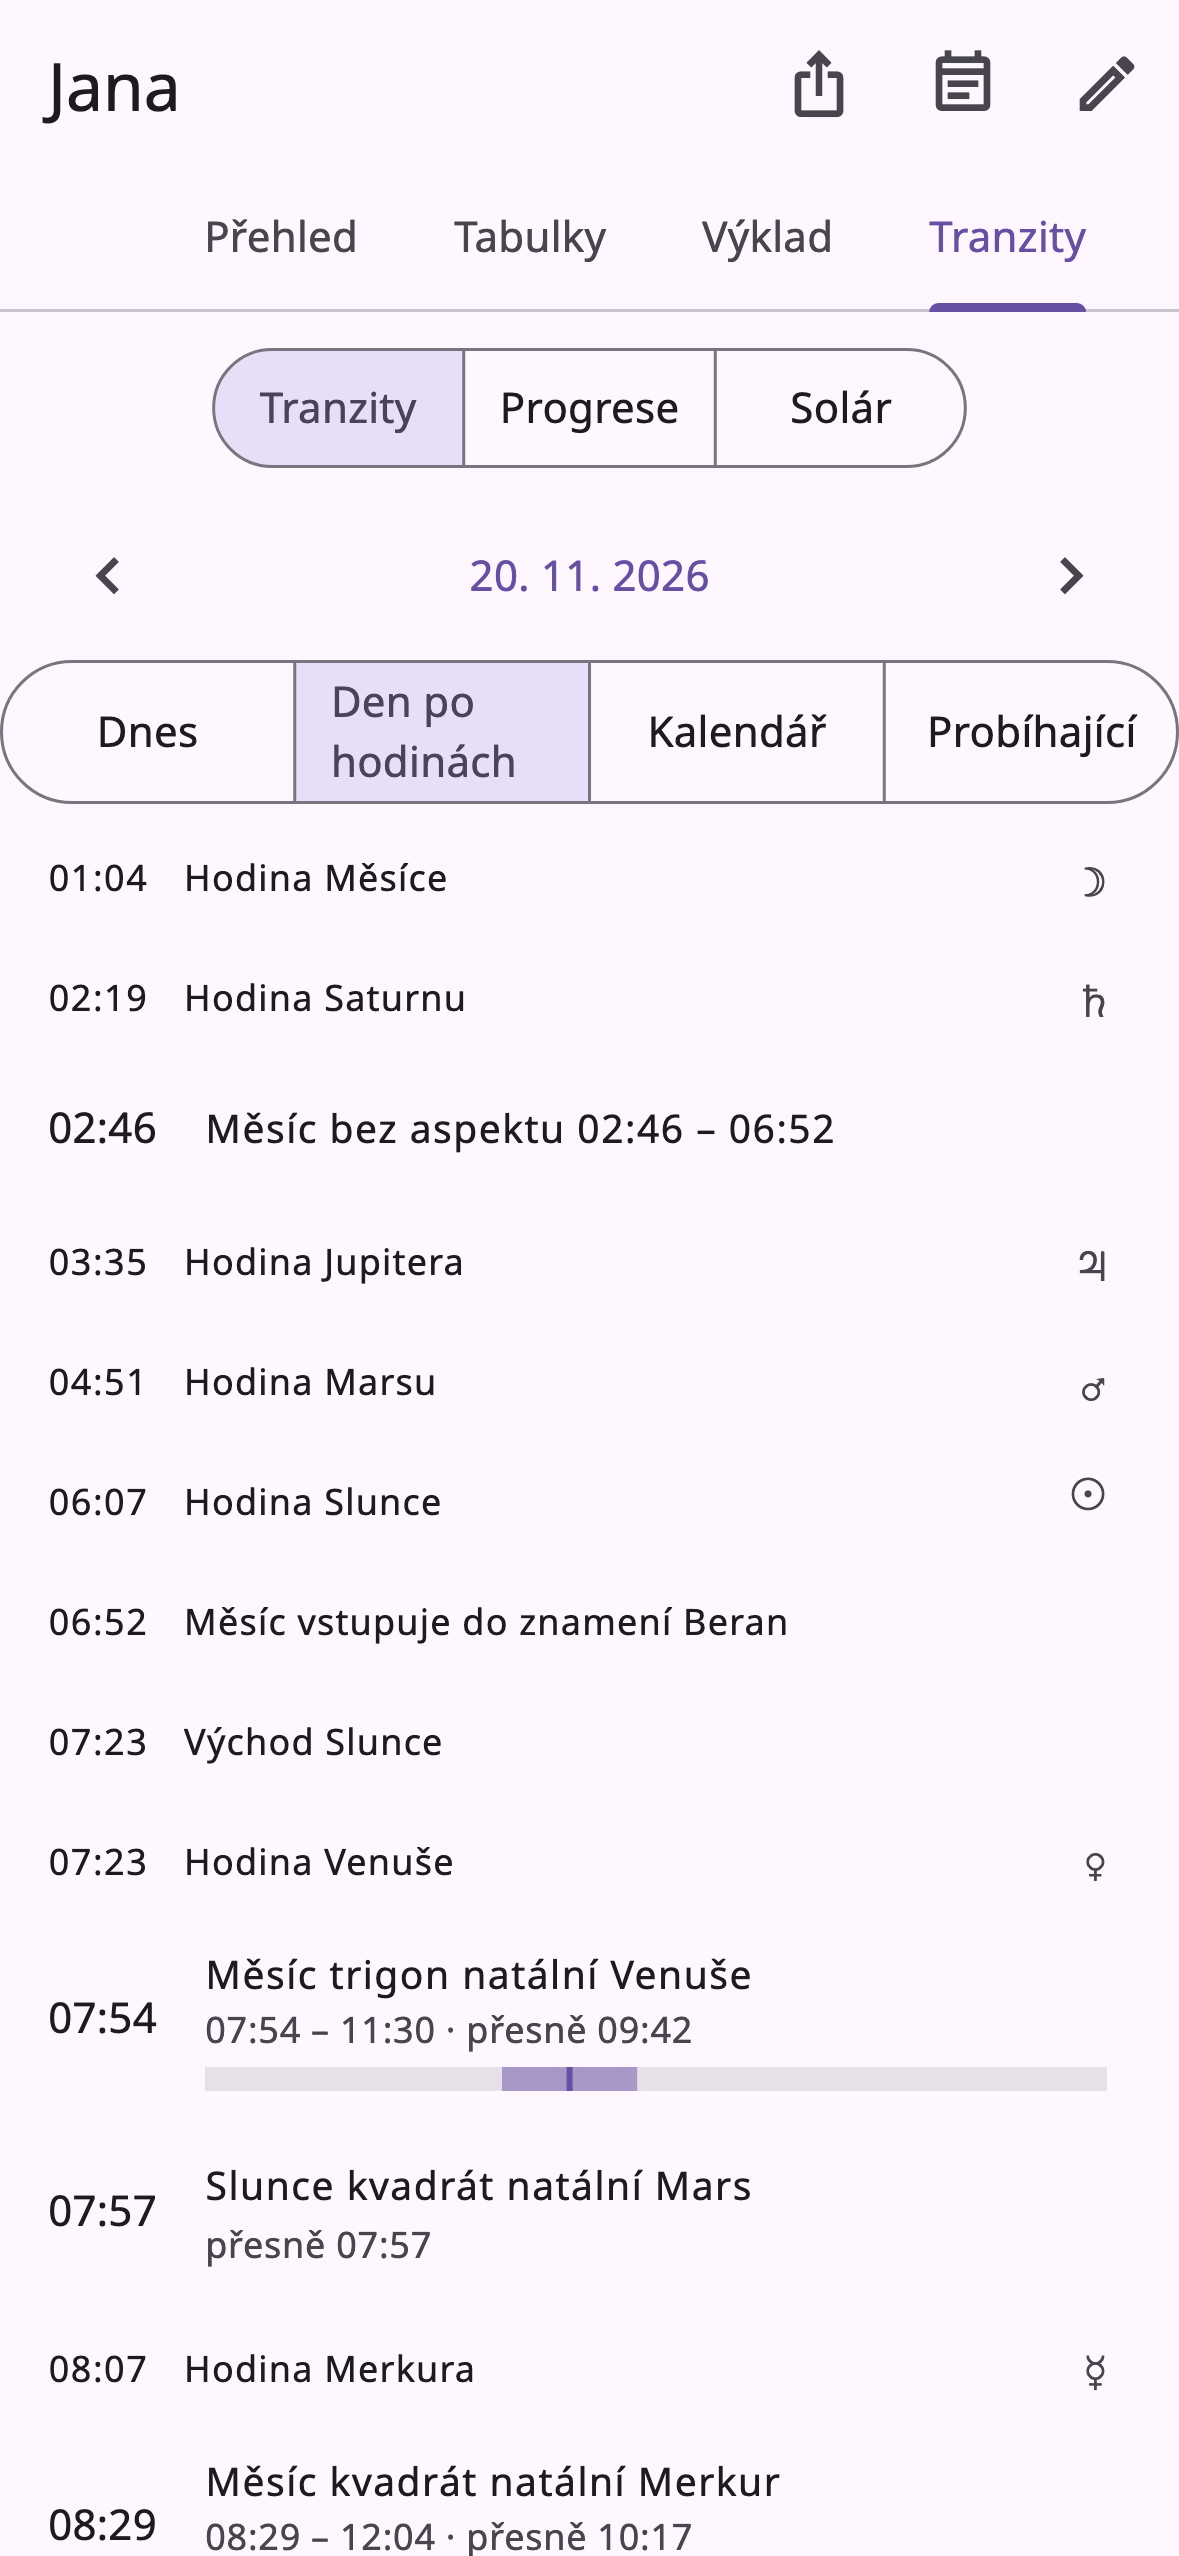 Jana
Přehled Tabulky Výklad Tranzity
Tranzity Progrese Solár
20. 11. 2026
Dnes Den po hodinách Kalendář Probíhající
01:04 Hodina Měsíce ☽
02:19 Hodina Saturnu ♄
02:46 Měsíc bez aspektu 02:46 – 06:52
03:35 Hodina Jupitera ♃
04:51 Hodina Marsu ♂
06:07 Hodina Slunce ☉
06:52 Měsíc vstupuje do znamení Beran
07:23 Východ Slunce
07:23 Hodina Venuše ♀
Měsíc trigon natální Venuše
07:54 07:54 – 11:30 · přesně 09:42
Slunce kvadrát natální Mars
07:57 přesně 07:57
08:07 Hodina Merkura ☿
Měsíc kvadrát natální Merkur
08:29 08:29 – 12:04 · přesně 10:17